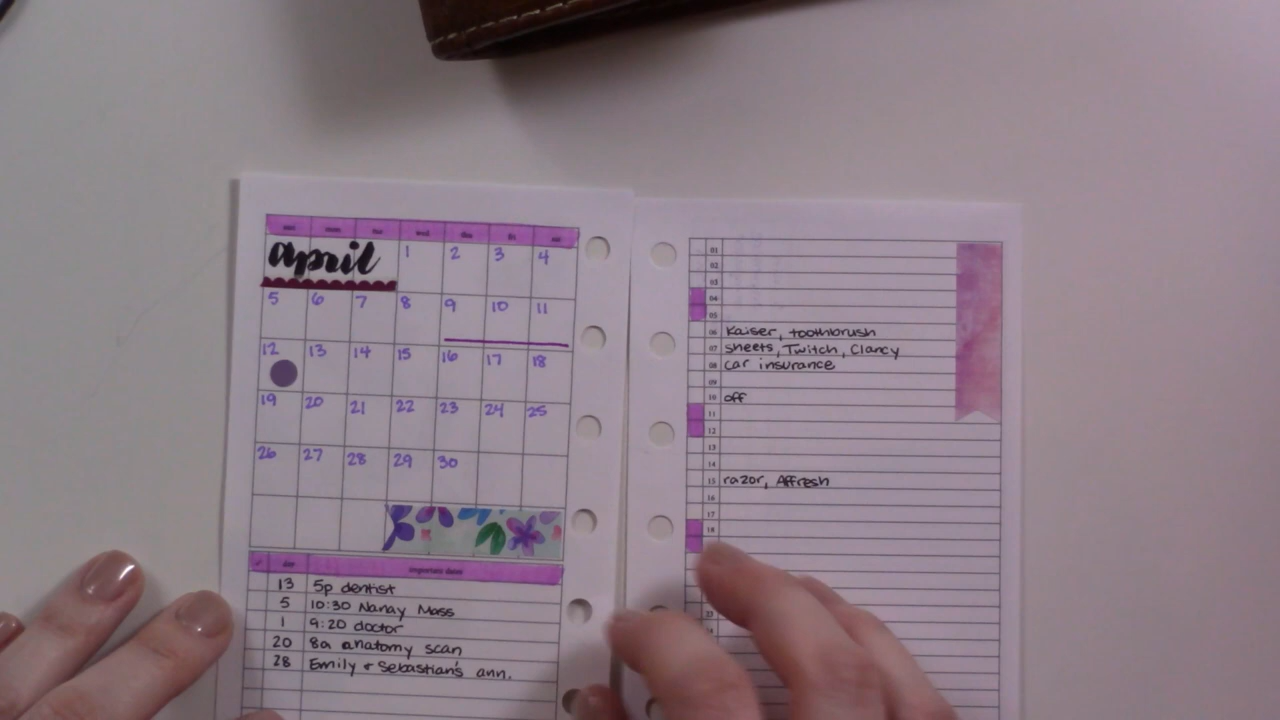 sun mon tue wed thu fri sat
april 1 2 3 4
5 6 7 8 9 10 11
12 13 14 15 16 17 18
19 20 21 22 23 24 25
26 27 28 29 30
day important dates
13 5p dentist
5 10:30 Nanay Mass
1 9:20 doctor
20 8a anatomy scan
28 Emily + Sebastian's ann.
01
02
03
04
05
06 Kaiser, toothbrush
07 sheets, Twitch, Clancy
08 car insurance
09
10 off
11
12
13
14
15 razor, Affresh
16
17
18